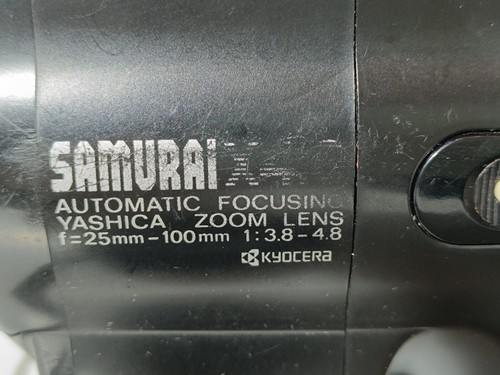 SAMURAI
AUTOMATIC FOCUSING
YASHICA ZOOM LENS
f=25mm-100mm 1:3.8-4.8
KYOCERA